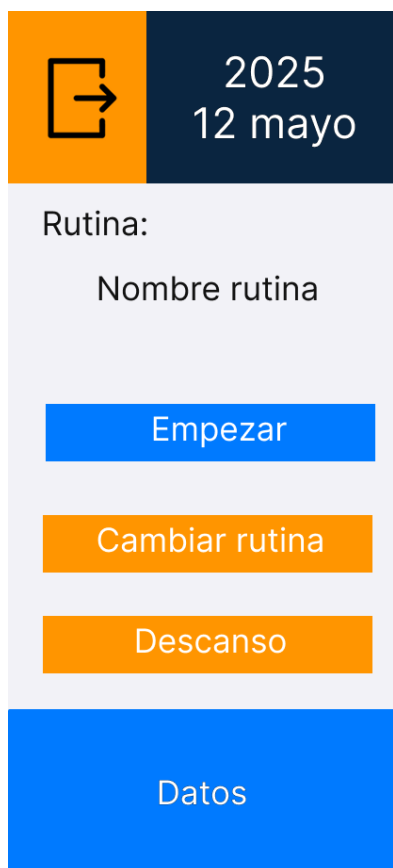 2025
12 mayo
Rutina:
Nombre rutina
Empezar
Cambiar rutina
Descanso
Datos